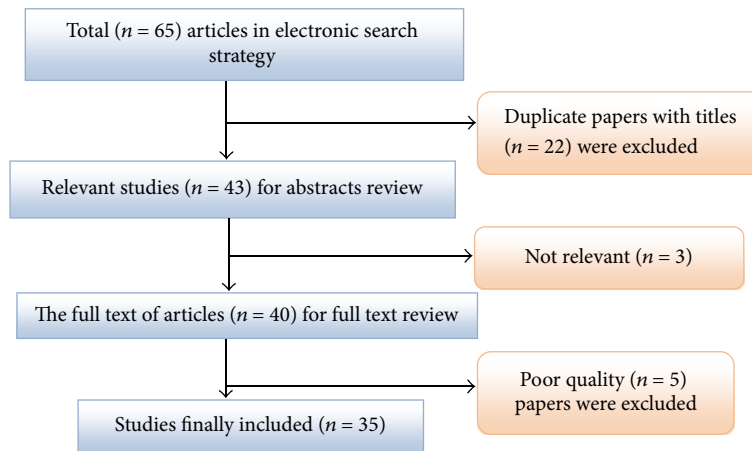 Total (n = 65) articles in electronic search
strategy
Duplicate papers with titles
(n = 22) were excluded
Relevant studies (n = 43) for abstracts review
Not relevant (n = 3)
The full text of articles (n = 40) for full text review
Poor quality (n = 5)
papers were excluded
Studies finally included (n = 35)